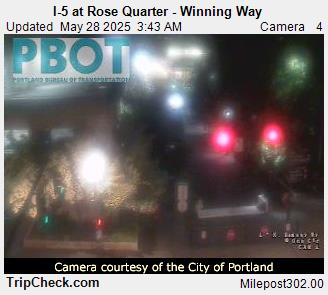 I-5 at Rose Quarter - Winning Way
Updated May 28 2025 3:43 AM Camera 4
PBOT
PORTLAND BUREAU OF TRANSPORTATION
Camera courtesy of the City of Portland
TripCheck.com Milepost302.00